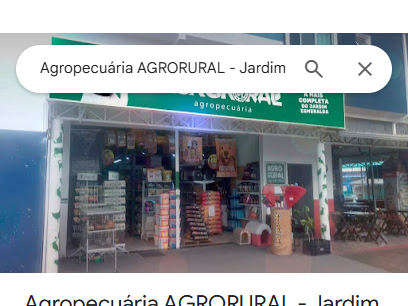 Agropecuária AGRORURAL - Jardim
AGRORURAL
agropecuária
A MAIS
COMPLETA
DO JARDIM
ESMERALDA
AGRO
RURAL
Agropecuária AGRORURAL - Jardim